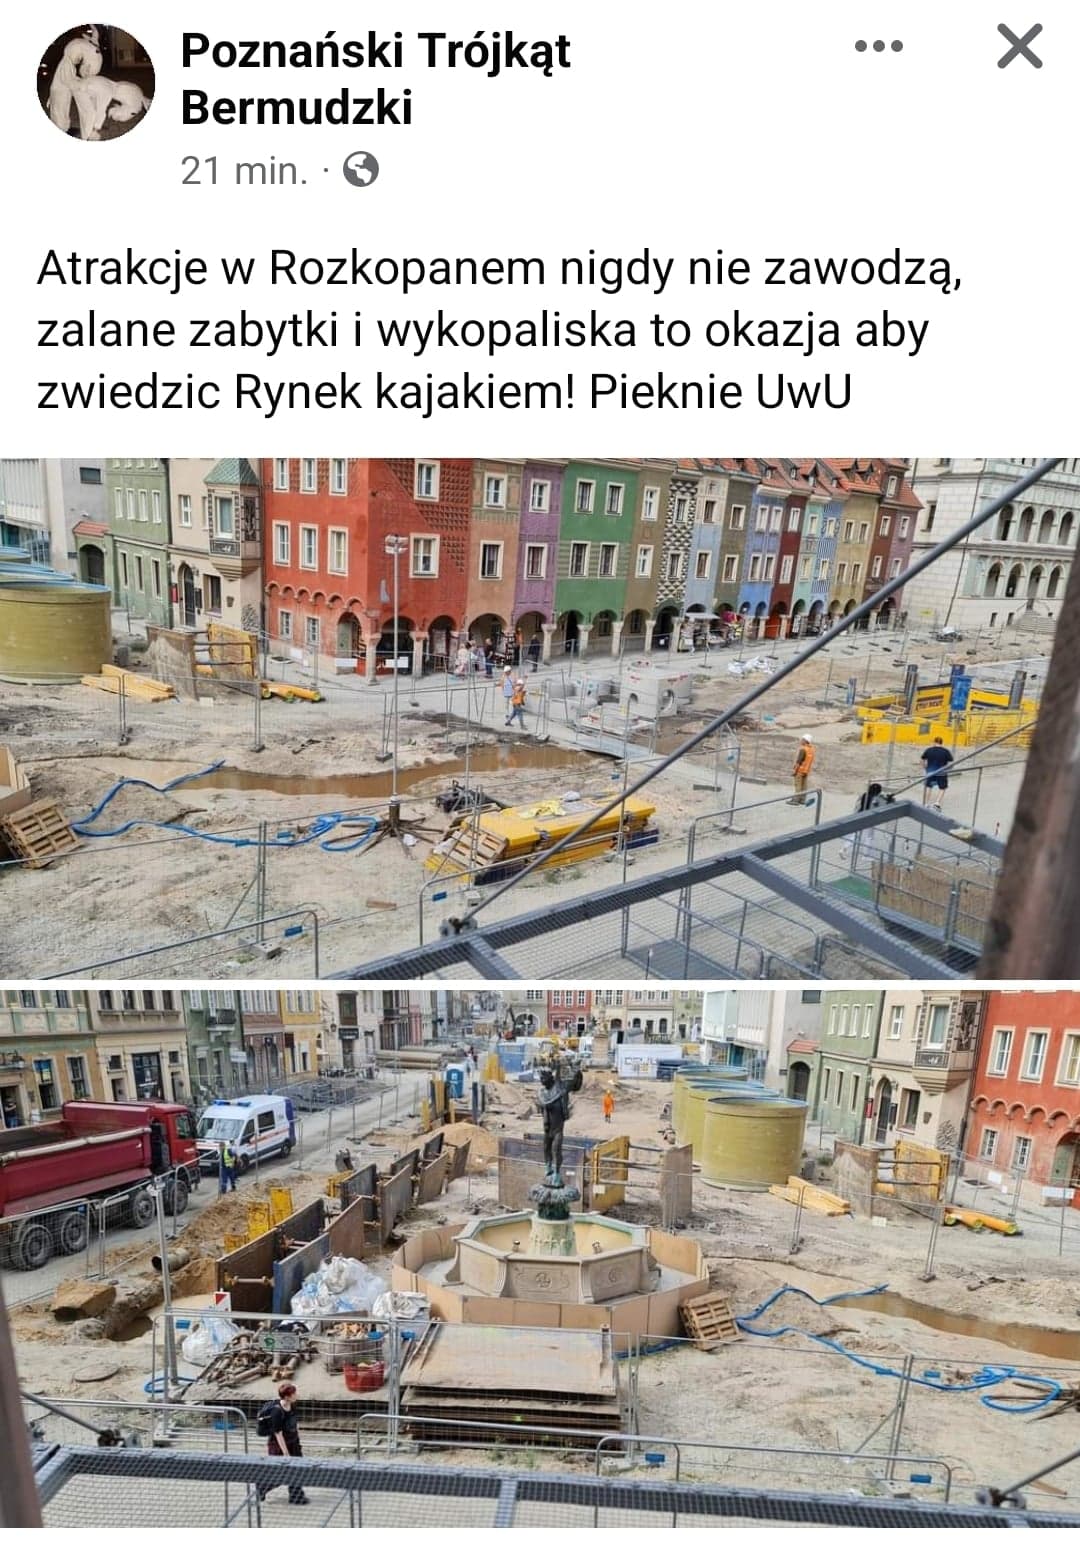 Poznański Trójkąt
Bermudzki
21 min. ·
Atrakcje w Rozkopanem nigdy nie zawodzą,
zalane zabytki i wykopaliska to okazja aby
zwiedzic Rynek kajakiem! Pieknie UwU